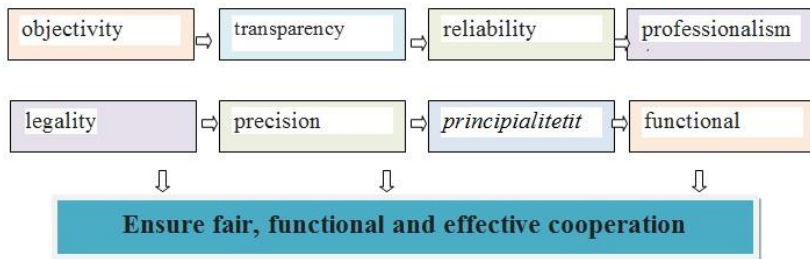 objectivity transparency reliability professionalism
legality precision principialitetit functional
Ensure fair, functional and effective cooperation